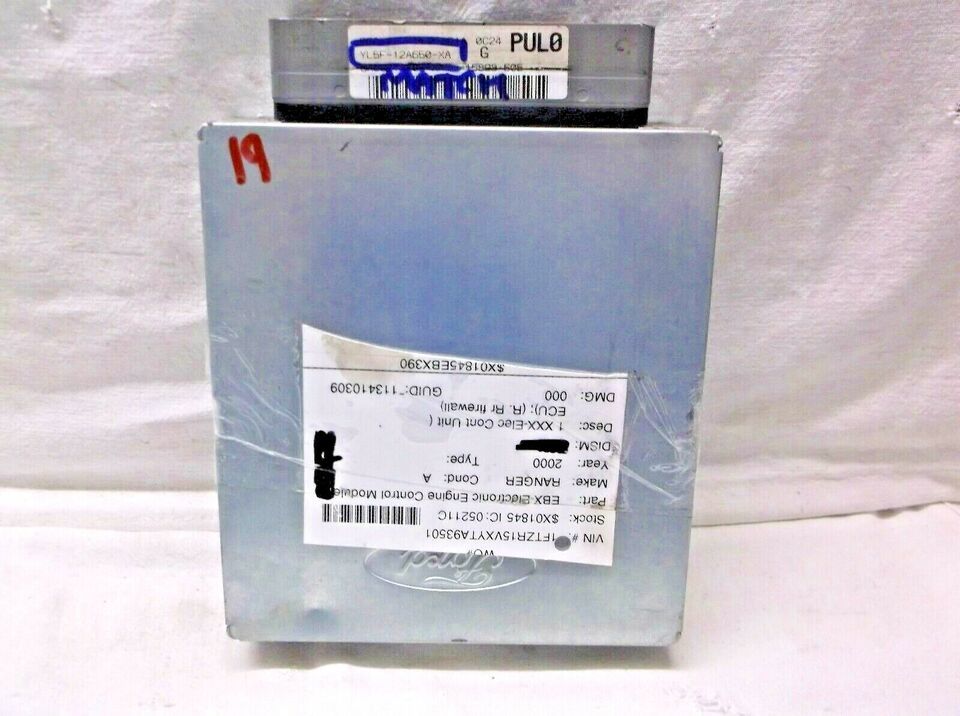 0C24 PUL0
YL5F-12A650-XA G
MATCH
19
VIN #: 1FTZR15VXYTA93501
Stock: $X01845 IC: 05211C
Part: EBX Electronic Engine Control Module
Make: RANGER Cond: A
Year: 2000 Type:
DISM:
Desc: 1 XXX-Elec Cont Unit (
ECU); (R. Rr firewall)
DMG: 000 GUID: 113410309
$X01845EBX390
WO#
Ford